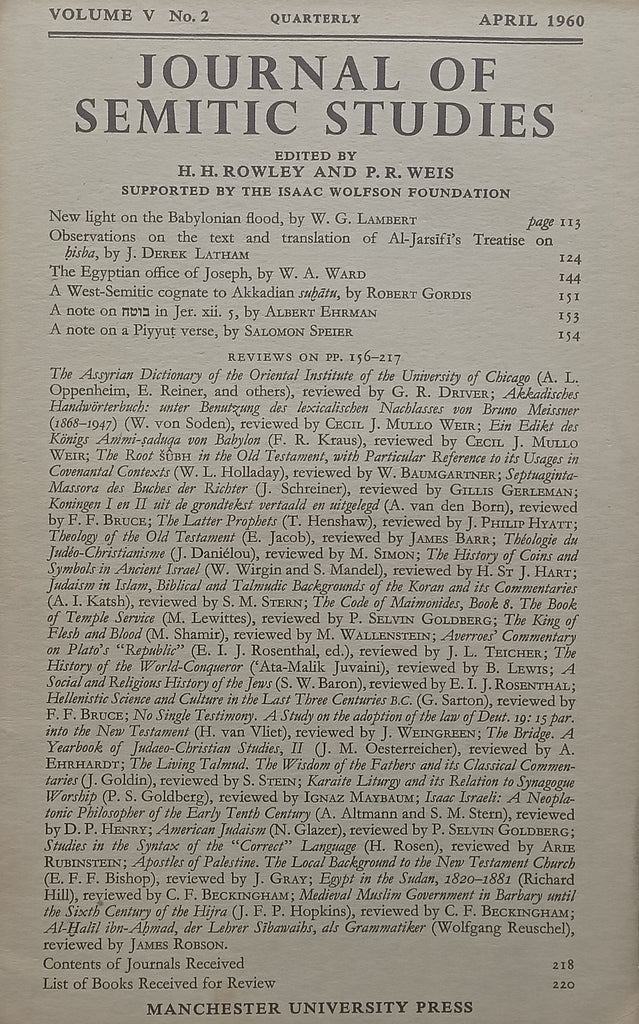 VOLUME V No. 2 QUARTERLY APRIL 1960
JOURNAL OF
SEMITIC STUDIES
EDITED BY
H. H. ROWLEY AND P. R. WEIS
SUPPORTED BY THE ISAAC WOLFSON FOUNDATION
New light on the Babylonian flood, by W. G. LAMBERT page 113
Observations on the text and translation of Al-Jarsīfī's Treatise on
ḥisba, by J. DEREK LATHAM 124
The Egyptian office of Joseph, by W. A. WARD 144
A West-Semitic cognate to Akkadian suḫātu, by ROBERT GORDIS 151
A note on בוטח in Jer. xii. 5, by ALBERT EHRMAN 153
A note on a Piyyuṭ verse, by SALOMON SPEIER 154
REVIEWS ON PP. 156–217
The Assyrian Dictionary of the Oriental Institute of the University of Chicago (A. L.
Oppenheim, E. Reiner, and others), reviewed by G. R. DRIVER; Akkadisches
Handwörterbuch: unter Benutzung des lexicalischen Nachlasses von Bruno Meissner
(1868–1947) (W. von Soden), reviewed by CECIL J. MULLO WEIR; Ein Edikt des
Königs Ammi-ṣaduqa von Babylon (F. R. Kraus), reviewed by CECIL J. MULLO
WEIR; The Root ŠÛBH in the Old Testament, with Particular Reference to its Usages in
Covenantal Contexts (W. L. Holladay), reviewed by W. BAUMGARTNER; Septuaginta-
Massora des Buches der Richter (J. Schreiner), reviewed by GILLIS GERLEMAN;
Koningen I en II uit de grondtekst vertaald en uitgelegd (A. van den Born), reviewed
by F. F. BRUCE; The Latter Prophets (T. Henshaw), reviewed by J. PHILIP HYATT;
Theology of the Old Testament (E. Jacob), reviewed by JAMES BARR; Théologie du
Judéo-Christianisme (J. Daniélou), reviewed by M. SIMON; The History of Coins and
Symbols in Ancient Israel (W. Wirgin and S. Mandel), reviewed by H. ST J. HART;
Judaism in Islam, Biblical and Talmudic Backgrounds of the Koran and its Commentaries
(A. I. Katsh), reviewed by S. M. STERN; The Code of Maimonides, Book 8. The Book
of Temple Service (M. Lewittes), reviewed by P. SELVIN GOLDBERG; The King of
Flesh and Blood (M. Shamir), reviewed by M. WALLENSTEIN; Averroes' Commentary
on Plato's "Republic" (E. I. J. Rosenthal, ed.), reviewed by J. L. TEICHER; The
History of the World-Conqueror ('Ata-Malik Juvaini), reviewed by B. LEWIS; A
Social and Religious History of the Jews (S. W. Baron), reviewed by E. I. J. ROSENTHAL;
Hellenistic Science and Culture in the Last Three Centuries B.C. (G. Sarton), reviewed by
F. F. BRUCE; No Single Testimony. A Study on the adoption of the law of Deut. 19: 15 par.
into the New Testament (H. van Vliet), reviewed by J. WEINGREEN; The Bridge. A
Yearbook of Judaeo-Christian Studies, II (J. M. Oesterreicher), reviewed by A.
EHRHARDT; The Living Talmud. The Wisdom of the Fathers and its Classical Commen-
taries (J. Goldin), reviewed by S. STEIN; Karaite Liturgy and its Relation to Synagogue
Worship (P. S. Goldberg), reviewed by IGNAZ MAYBAUM; Isaac Israeli: A Neopla-
tonic Philosopher of the Early Tenth Century (A. Altmann and S. M. Stern), reviewed
by D. P. HENRY; American Judaism (N. Glazer), reviewed by P. SELVIN GOLDBERG;
Studies in the Syntax of the "Correct" Language (H. Rosen), reviewed by ARIE
RUBINSTEIN; Apostles of Palestine. The Local Background to the New Testament Church
(E. F. F. Bishop), reviewed by J. GRAY; Egypt in the Sudan, 1820–1881 (Richard
Hill), reviewed by C. F. BECKINGHAM; Medieval Muslim Government in Barbary until
the Sixth Century of the Hijra (J. F. P. Hopkins), reviewed by C. F. BECKINGHAM;
Al-Ḫalīl ibn-Aḥmad, der Lehrer Sībawaihs, als Grammatiker (Wolfgang Reuschel),
reviewed by JAMES ROBSON.
Contents of Journals Received 218
List of Books Received for Review 220
MANCHESTER UNIVERSITY PRESS